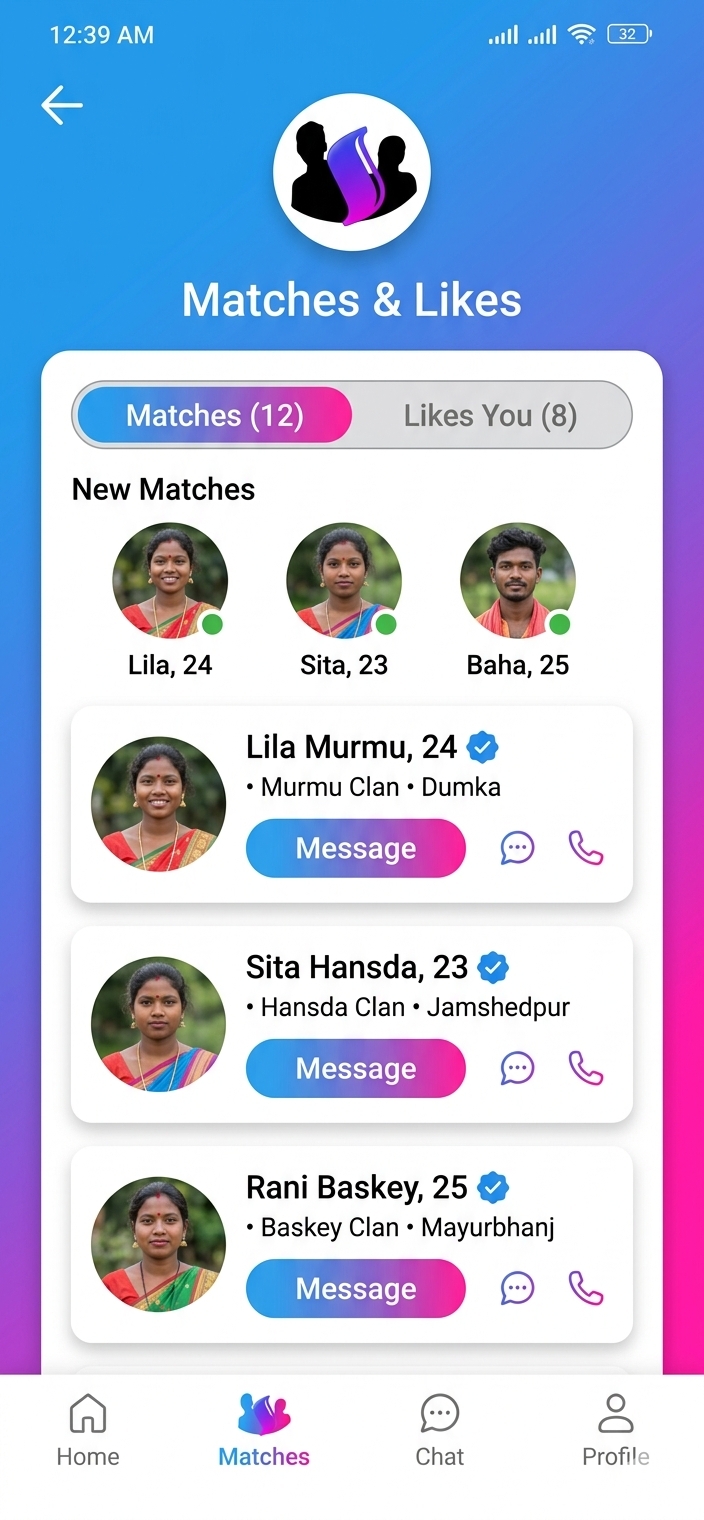 12:39 AM
32
Matches & Likes
Matches (12)
Likes You (8)
New Matches
Lila, 24
Sita, 23
Baha, 25
Lila Murmu, 24
• Murmu Clan • Dumka
Message
Sita Hansda, 23
• Hansda Clan • Jamshedpur
Message
Rani Baskey, 25
• Baskey Clan • Mayurbhanj
Message
Home
Matches
Chat
Profile